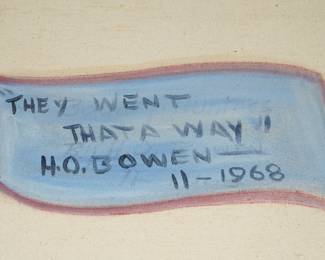 "THEY WENT
THATA WAY!
H.O. BOWEN
11-1968